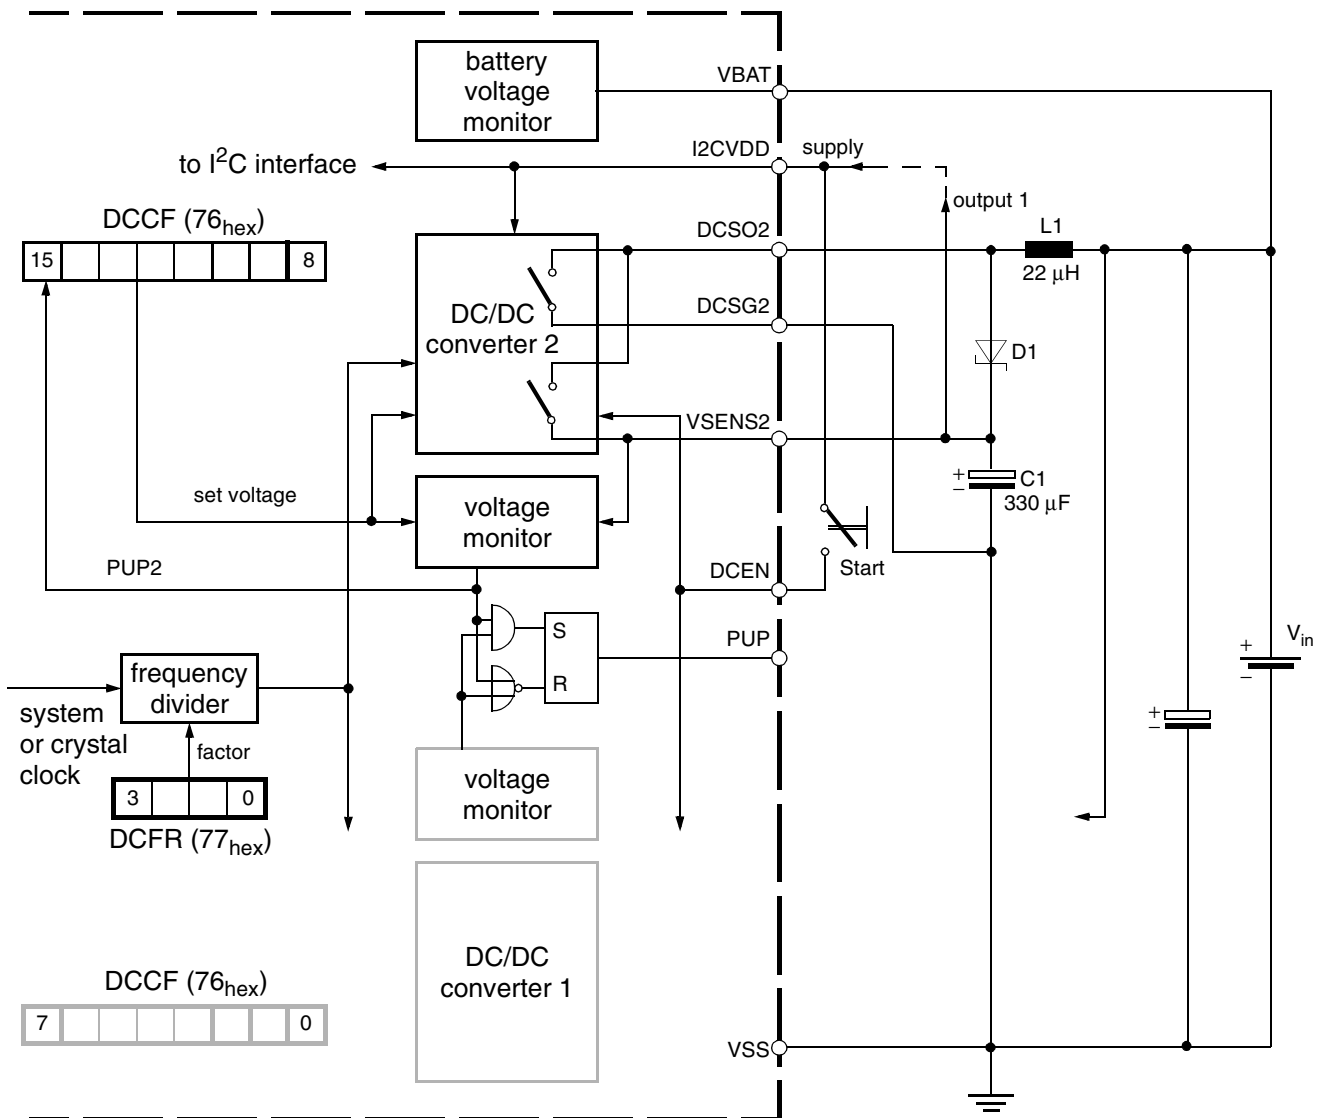 battery
voltage
monitor
VBAT
I2CVDD
supply
to I²C interface
output 1
DCCF (76hex)
15
8
DCSO2
L1
22 μH
DC/DC
converter 2
DCSG2
D1
VSENS2
+
−
C1
330 μF
set voltage
voltage
monitor
PUP2
DCEN
Start
S
R
PUP
+
−
Vin
frequency
divider
system
or crystal
clock
factor
+
−
3
0
DCFR (77hex)
voltage
monitor
DC/DC
converter 1
DCCF (76hex)
7
0
VSS